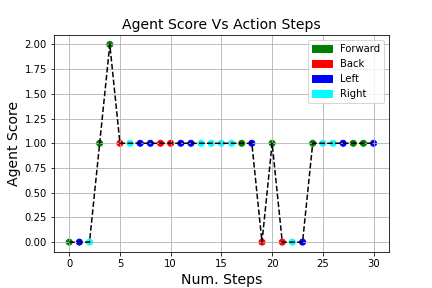 Agent Score Vs Action Steps
2.00
1.75
1.50
1.25
1.00
0.75
0.50
0.25
0.00
Agent Score
Forward
Back
Left
Right
0 5 10 15 20 25 30
Num. Steps